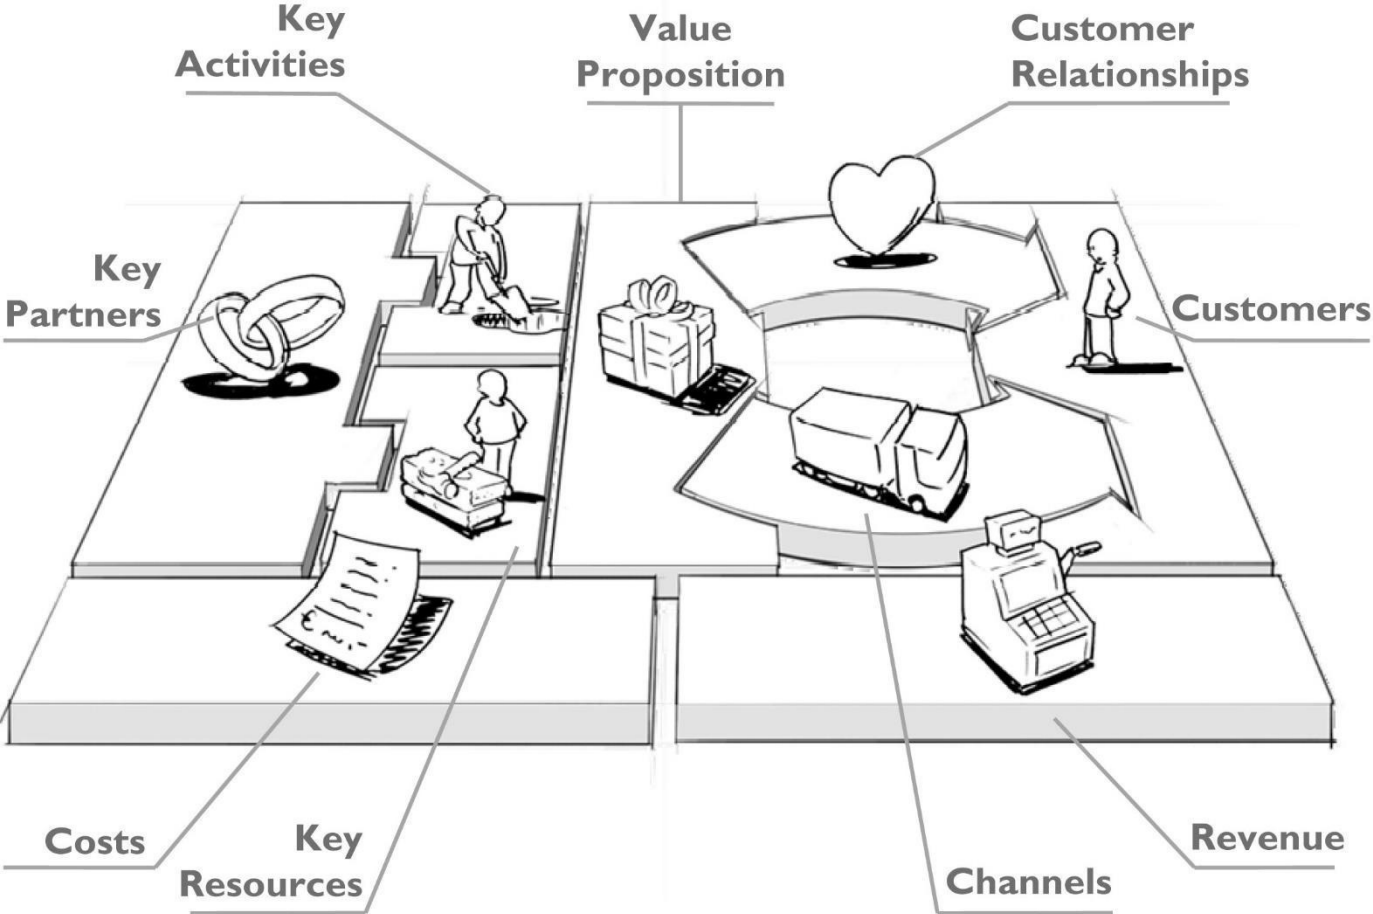 Key
Activities
Value
Proposition
Customer
Relationships
Key
Partners
Customers
Costs
Key
Resources
Channels
Revenue